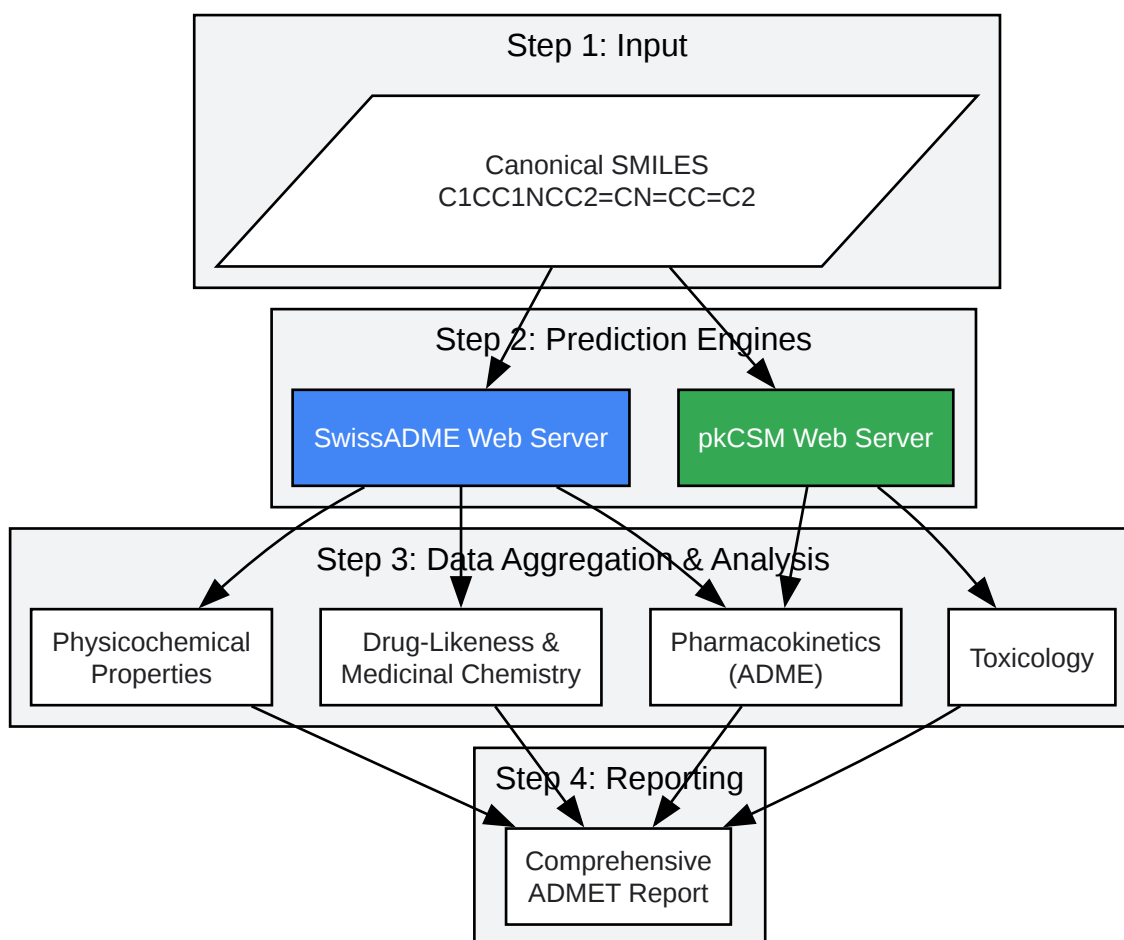 Step 1: Input
Canonical SMILES
C1CC1NCC2=CN=CC=C2
Step 2: Prediction Engines
SwissADME Web Server
pkCSM Web Server
Step 3: Data Aggregation & Analysis
Physicochemical
Properties
Drug-Likeness &
Medicinal Chemistry
Pharmacokinetics
(ADME)
Toxicology
Step 4: Reporting
Comprehensive
ADMET Report